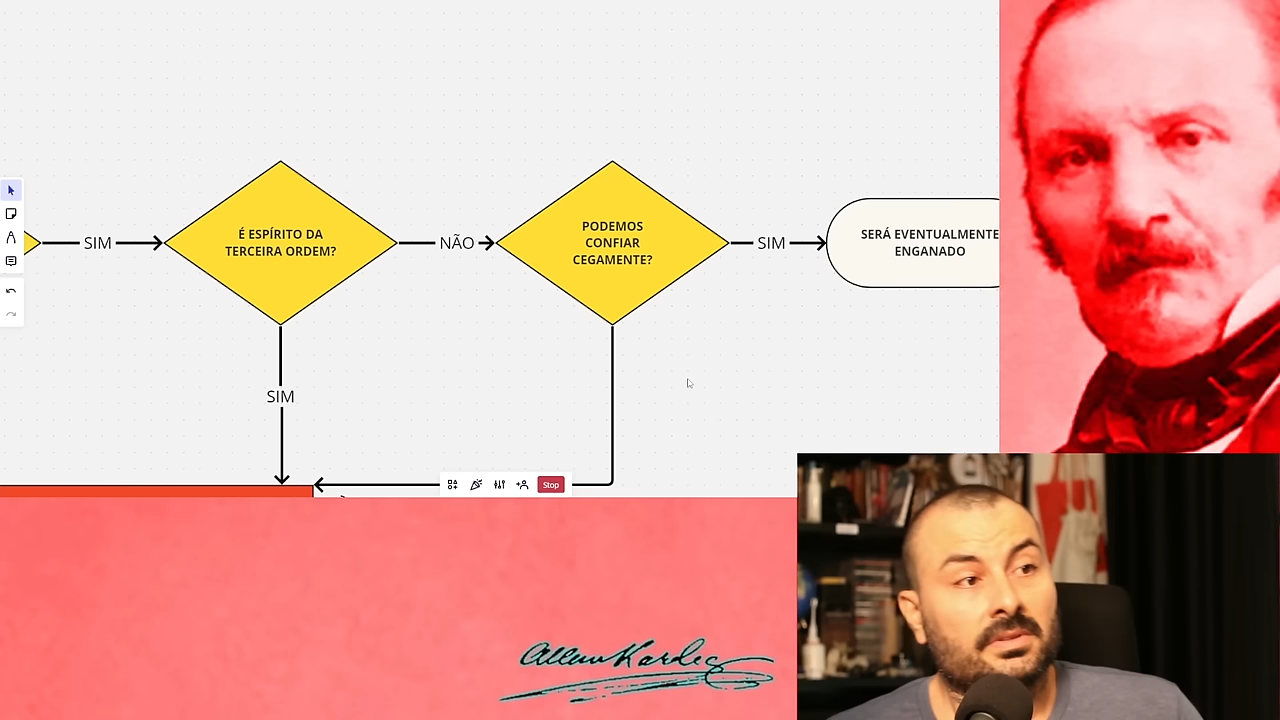 SIM
É ESPÍRITO DA
TERCEIRA ORDEM?
NÃO
PODEMOS
CONFIAR
CEGAMENTE?
SIM
SERÁ EVENTUALMENTE
ENGANADO
SIM
Stop
Allan Kardec